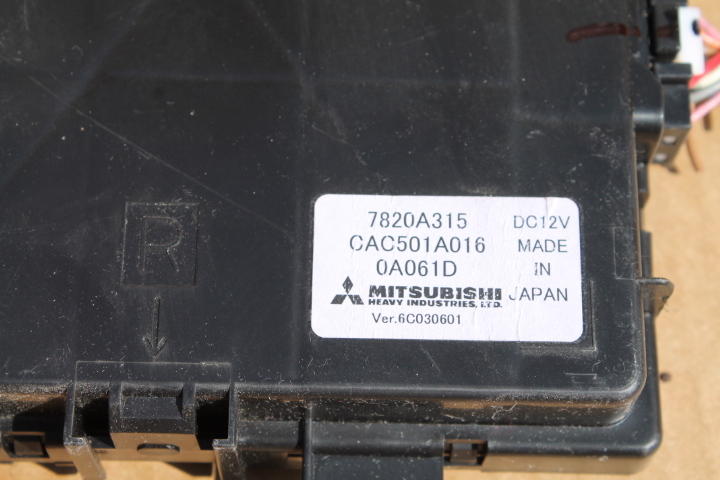 7820A315 DC12V
CAC501A016 MADE
0A061D IN
MITSUBISHI JAPAN
HEAVY INDUSTRIES, LTD.
Ver.6C030601
R